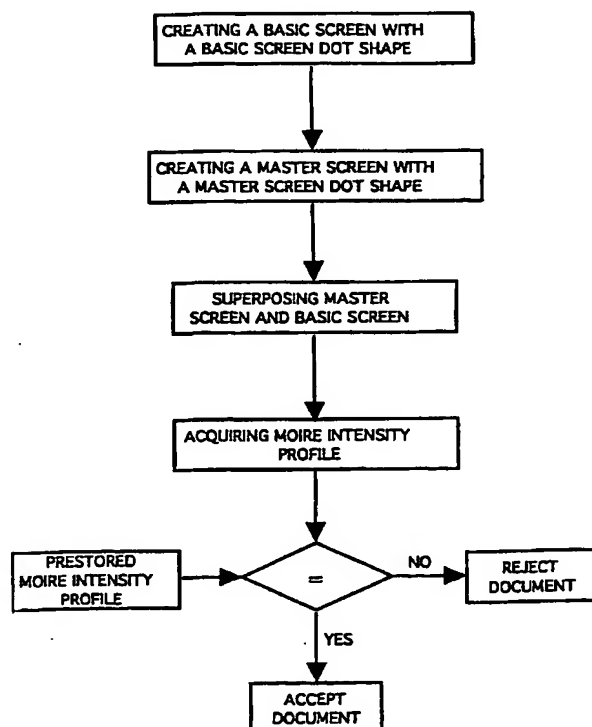 CREATING A BASIC SCREEN WITH
A BASIC SCREEN DOT SHAPE
CREATING A MASTER SCREEN WITH
A MASTER SCREEN DOT SHAPE
SUPERPOSING MASTER
SCREEN AND BASIC SCREEN
ACQUIRING MOIRE INTENSITY
PROFILE
PRESTORED
MOIRE INTENSITY
PROFILE
=
NO
REJECT
DOCUMENT
YES
ACCEPT
DOCUMENT